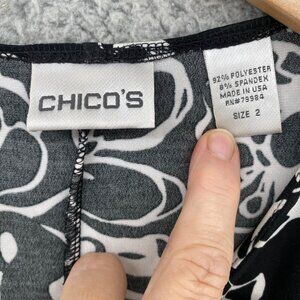 CHICO'S
92% POLYESTER
8% SPANDEX
MADE IN USA
RN#79984
SIZE 2